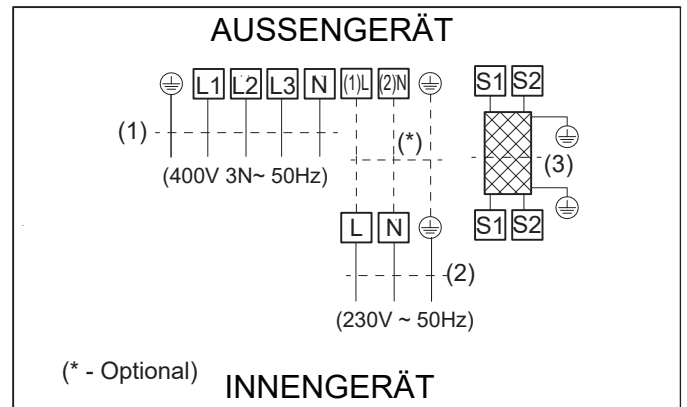 AUSSENGERÄT
L1 L2 L3 N (1)L (2)N S1 S2
(1) (*) (3)
(400V 3N~ 50Hz)
L N S1 S2
(2)
(230V ~ 50Hz)
(* - Optional)
INNENGERÄT